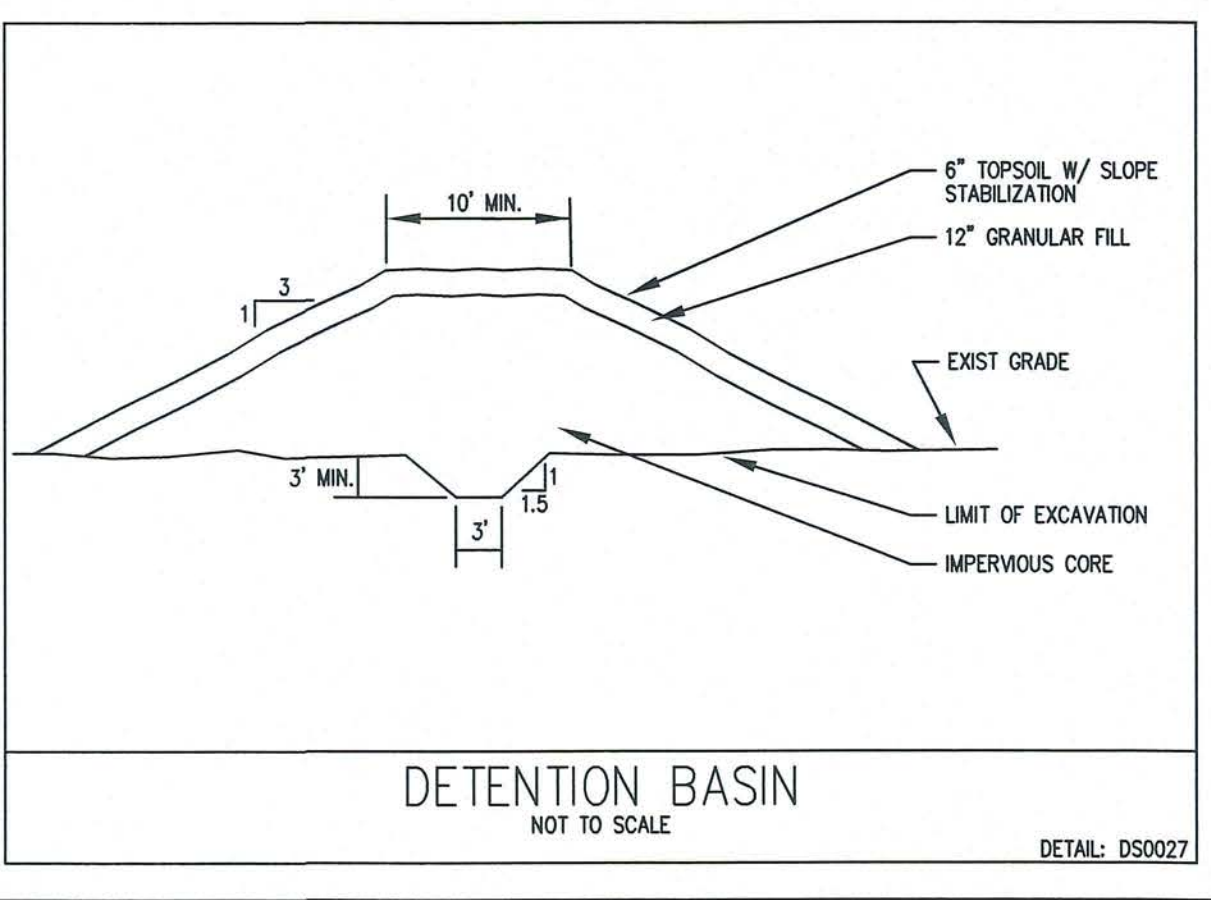 6" TOPSOIL W/ SLOPE
STABILIZATION
10' MIN.
12" GRANULAR FILL
3
1
EXIST GRADE
3' MIN.
1
1.5
LIMIT OF EXCAVATION
3'
IMPERVIOUS CORE
DETENTION BASIN
NOT TO SCALE
DETAIL: DS0027